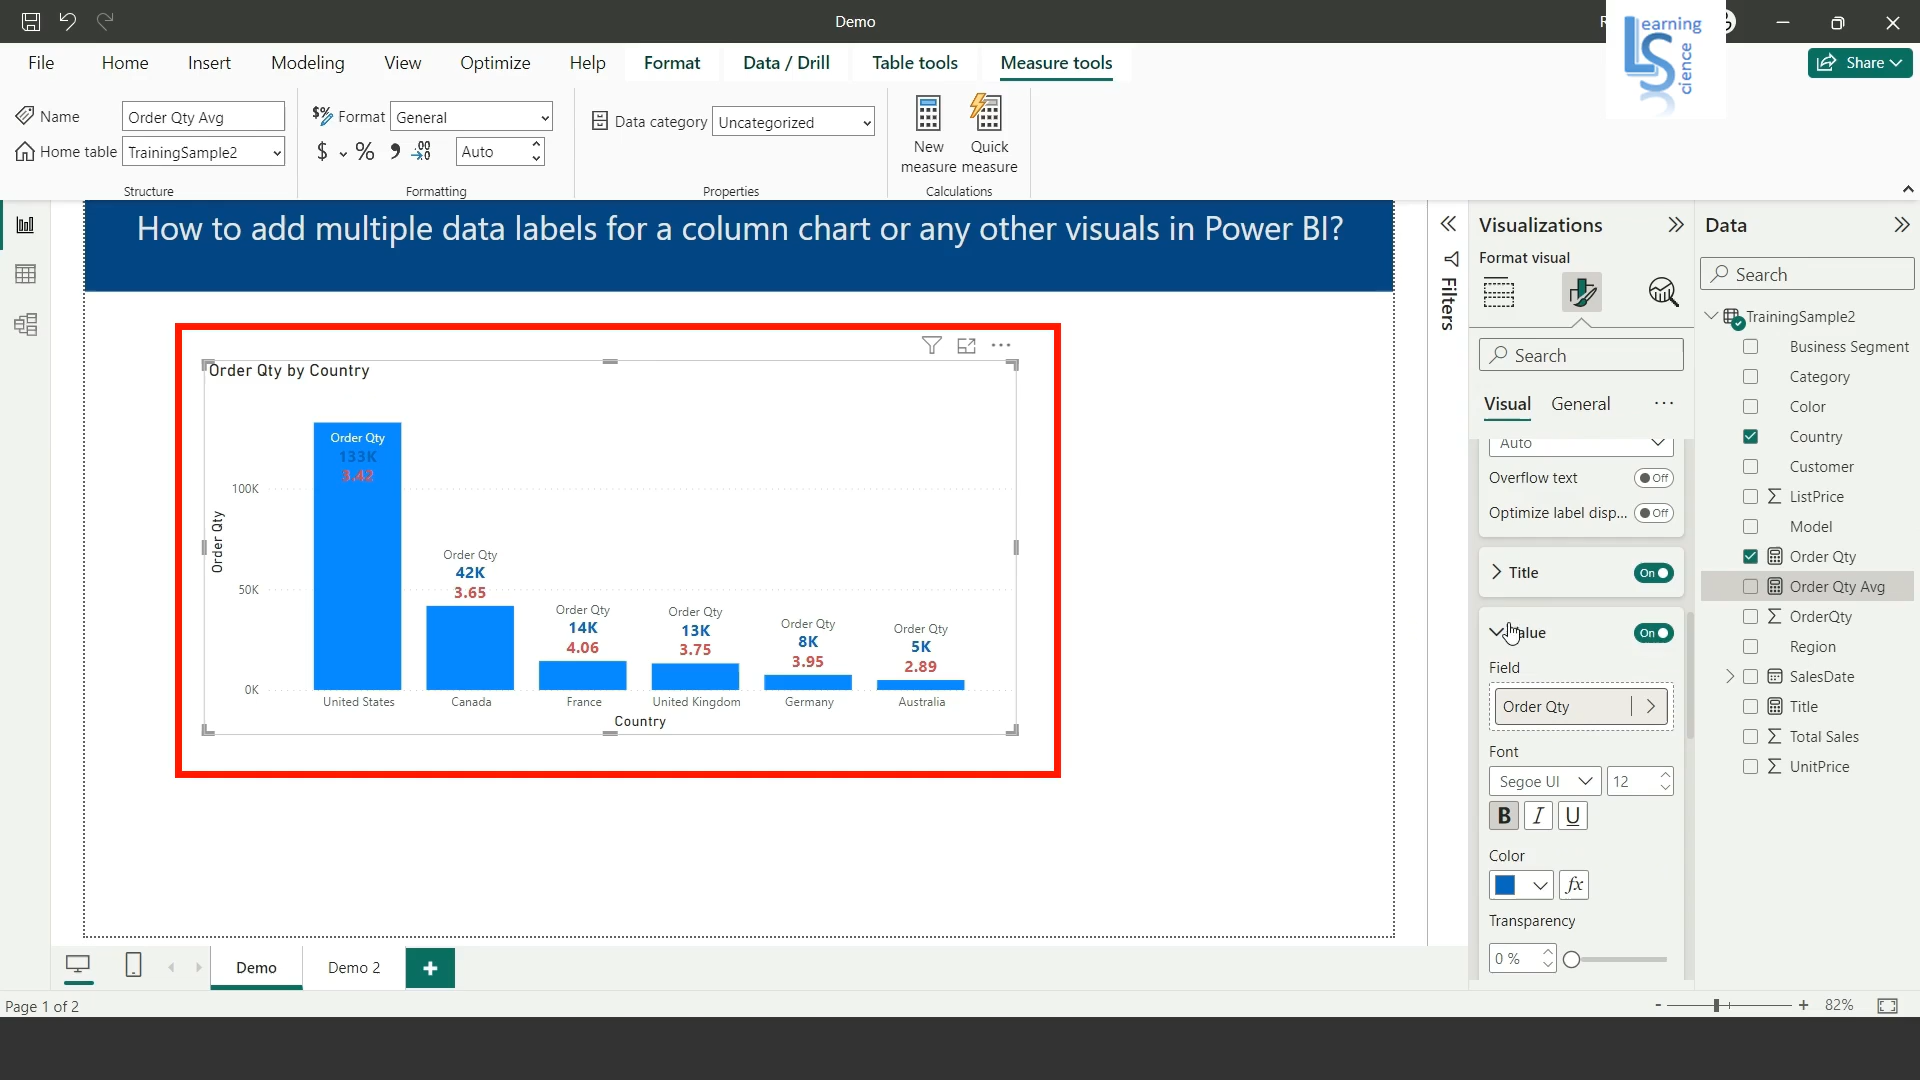 Demo
Learning
Science
File Home Insert Modeling View Optimize Help Format Data / Drill Table tools Measure tools
Share
Name Order Qty Avg
Home table TrainingSample2
Structure
$% Format General
$ % , .00 Auto
Formatting
Data category Uncategorized
Properties
New measure
Quick measure
Calculations
How to add multiple data labels for a column chart or any other visuals in Power BI?
Order Qty by Country
Order Qty
100K
50K
0K
Order Qty
133K
3.42
Order Qty
42K
3.65
Order Qty
14K
4.06
Order Qty
13K
3.75
Order Qty
8K
3.95
Order Qty
5K
2.89
United States Canada France United Kingdom Germany Australia
Country
Filters
Visualizations
Format visual
Search
Visual General
Auto
Overflow text Off
Optimize label disp... Off
Title On
On
Field
Order Qty
Font
Segoe UI 12
B I U
Color
fx
Transparency
0 %
Data
Search
TrainingSample2
Business Segment
Category
Color
Country
Customer
ListPrice
Model
Order Qty
Order Qty Avg
OrderQty
Region
SalesDate
Title
Total Sales
UnitPrice
Demo Demo 2 +
Page 1 of 2
- + 82%